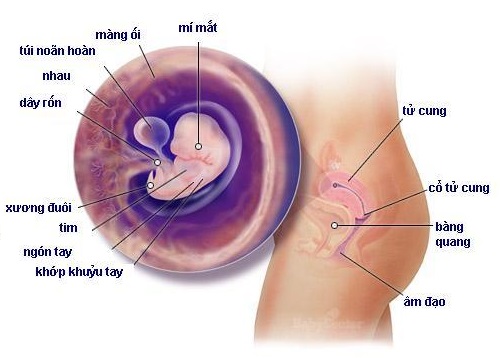 màng ối
mí mắt
túi noãn hoàn
nhau
dây rốn
xương đuôi
tim
ngón tay
khớp khuỷu tay
tử cung
cổ tử cung
bàng
quang
âm đạo